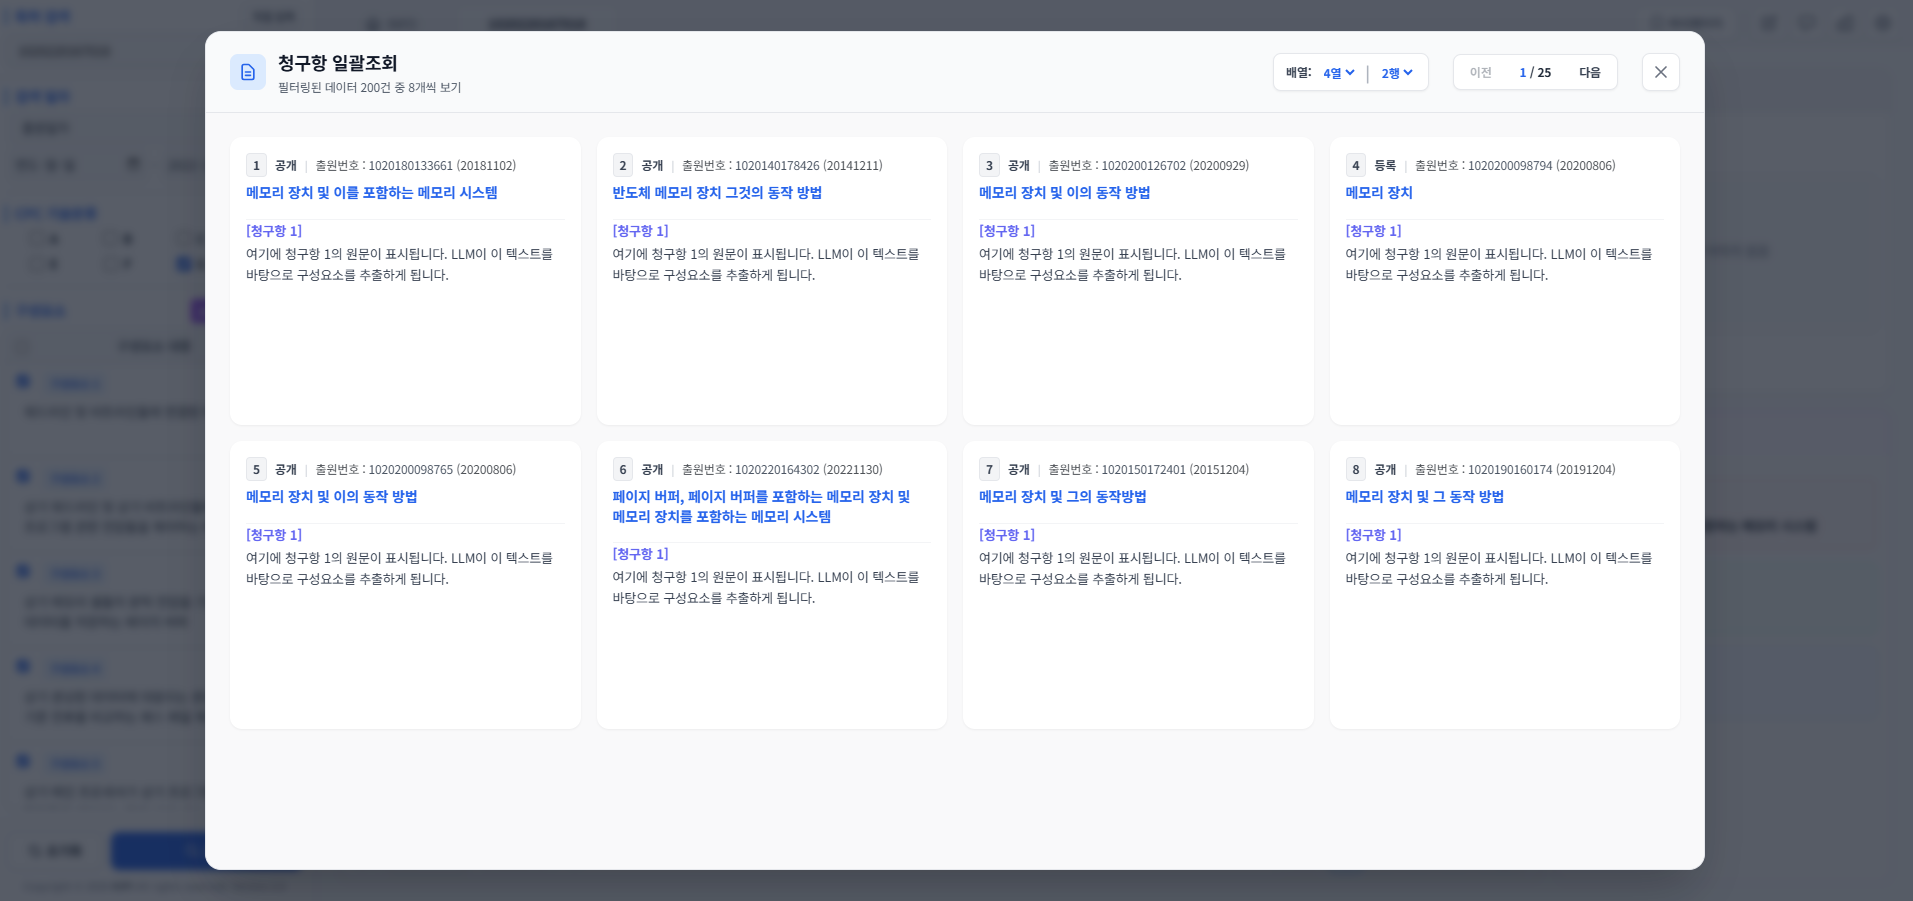 청구항 일괄조회
필터링된 데이터 200건 중 8개씩 보기
배열: 4열 | 2행
이전 1 / 25 다음
1 공개 | 출원번호 : 1020180133661 (20181102)
메모리 장치 및 이를 포함하는 메모리 시스템
[청구항 1]
여기에 청구항 1의 원문이 표시됩니다. LLM이 이 텍스트를
바탕으로 구성요소를 추출하게 됩니다.
2 공개 | 출원번호 : 1020140178426 (20141211)
반도체 메모리 장치 그것의 동작 방법
[청구항 1]
여기에 청구항 1의 원문이 표시됩니다. LLM이 이 텍스트를
바탕으로 구성요소를 추출하게 됩니다.
3 공개 | 출원번호 : 1020200126702 (20200929)
메모리 장치 및 이의 동작 방법
[청구항 1]
여기에 청구항 1의 원문이 표시됩니다. LLM이 이 텍스트를
바탕으로 구성요소를 추출하게 됩니다.
4 등록 | 출원번호 : 1020200098794 (20200806)
메모리 장치
[청구항 1]
여기에 청구항 1의 원문이 표시됩니다. LLM이 이 텍스트를
바탕으로 구성요소를 추출하게 됩니다.
5 공개 | 출원번호 : 1020200098765 (20200806)
메모리 장치 및 이의 동작 방법
[청구항 1]
여기에 청구항 1의 원문이 표시됩니다. LLM이 이 텍스트를
바탕으로 구성요소를 추출하게 됩니다.
6 공개 | 출원번호 : 1020220164302 (20221130)
페이지 버퍼, 페이지 버퍼를 포함하는 메모리 장치 및
메모리 장치를 포함하는 메모리 시스템
[청구항 1]
여기에 청구항 1의 원문이 표시됩니다. LLM이 이 텍스트를
바탕으로 구성요소를 추출하게 됩니다.
7 공개 | 출원번호 : 1020150172401 (20151204)
메모리 장치 및 그의 동작방법
[청구항 1]
여기에 청구항 1의 원문이 표시됩니다. LLM이 이 텍스트를
바탕으로 구성요소를 추출하게 됩니다.
8 공개 | 출원번호 : 1020190160174 (20191204)
메모리 장치 및 그 동작 방법
[청구항 1]
여기에 청구항 1의 원문이 표시됩니다. LLM이 이 텍스트를
바탕으로 구성요소를 추출하게 됩니다.